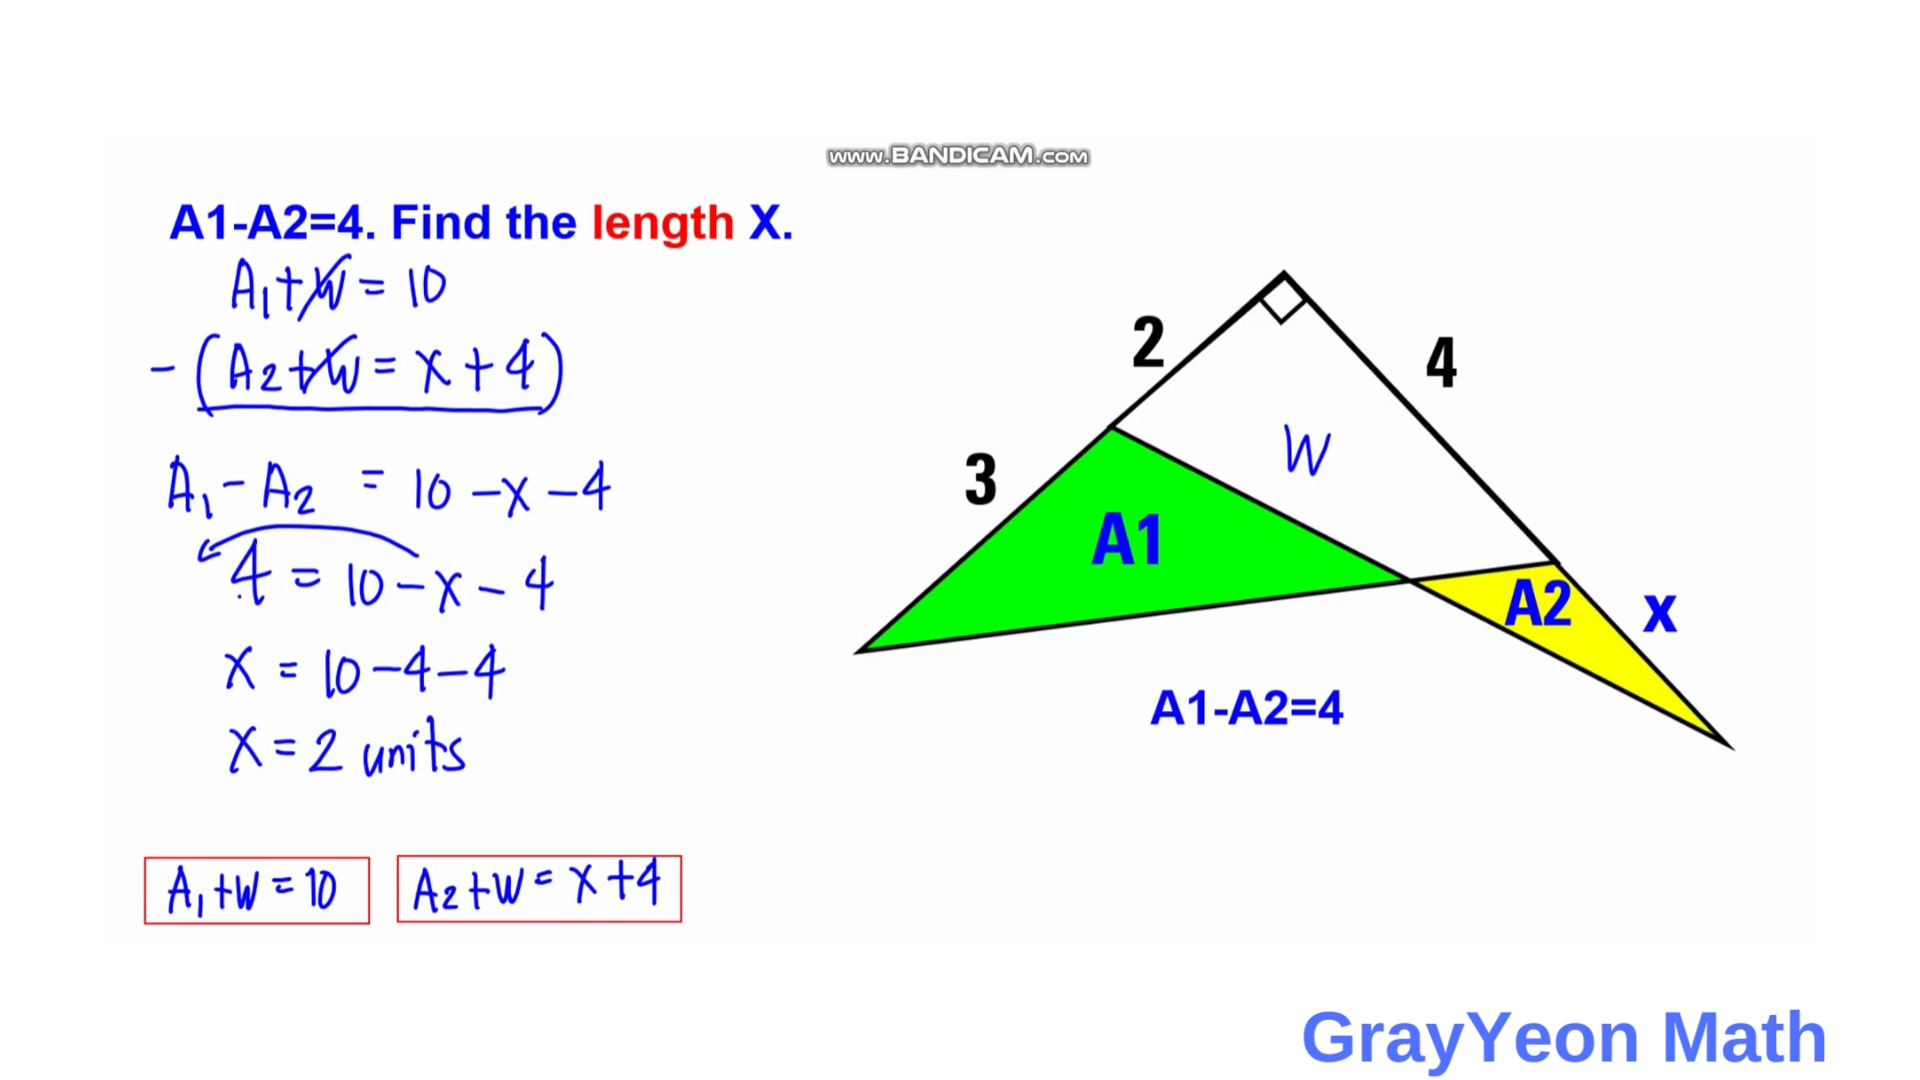 www.BANDICAM.com
A1-A2=4. Find the length X.
A₁+W = 10
-(A₂+W = x+4)
A₁-A₂ = 10-x-4
4 = 10-x-4
x = 10-4-4
x = 2 units
A₁+W=10
A₂+W= x+4
2
4
3
W
A1
A2
x
A1-A2=4
GrayYeon Math